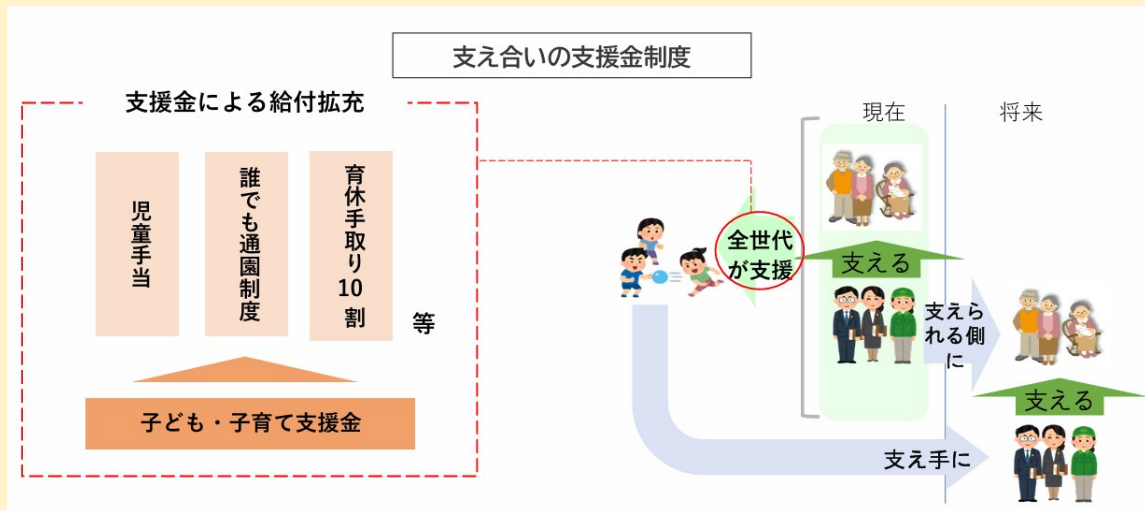 支え合いの支援金制度
支援金による給付拡充
児童手当
誰でも通園制度
育休手取り10割
等
子ども・子育て支援金
現在
将来
全世代
が支援
支える
支えら
れる側
に
支える
支え手に